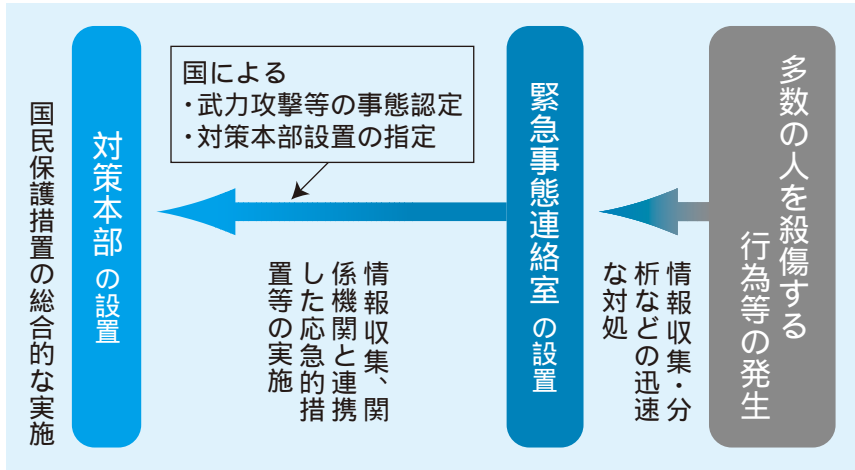 多数の人を殺傷する
行為等の発生
情報収集・分
析などの迅速
な対処
緊急事態連絡室の設置
国による
・武力攻撃等の事態認定
・対策本部設置の指定
情報収集、関
係機関と連携
した応急的措
置等の実施
対策本部の設置
国民保護措置の総合的な実施